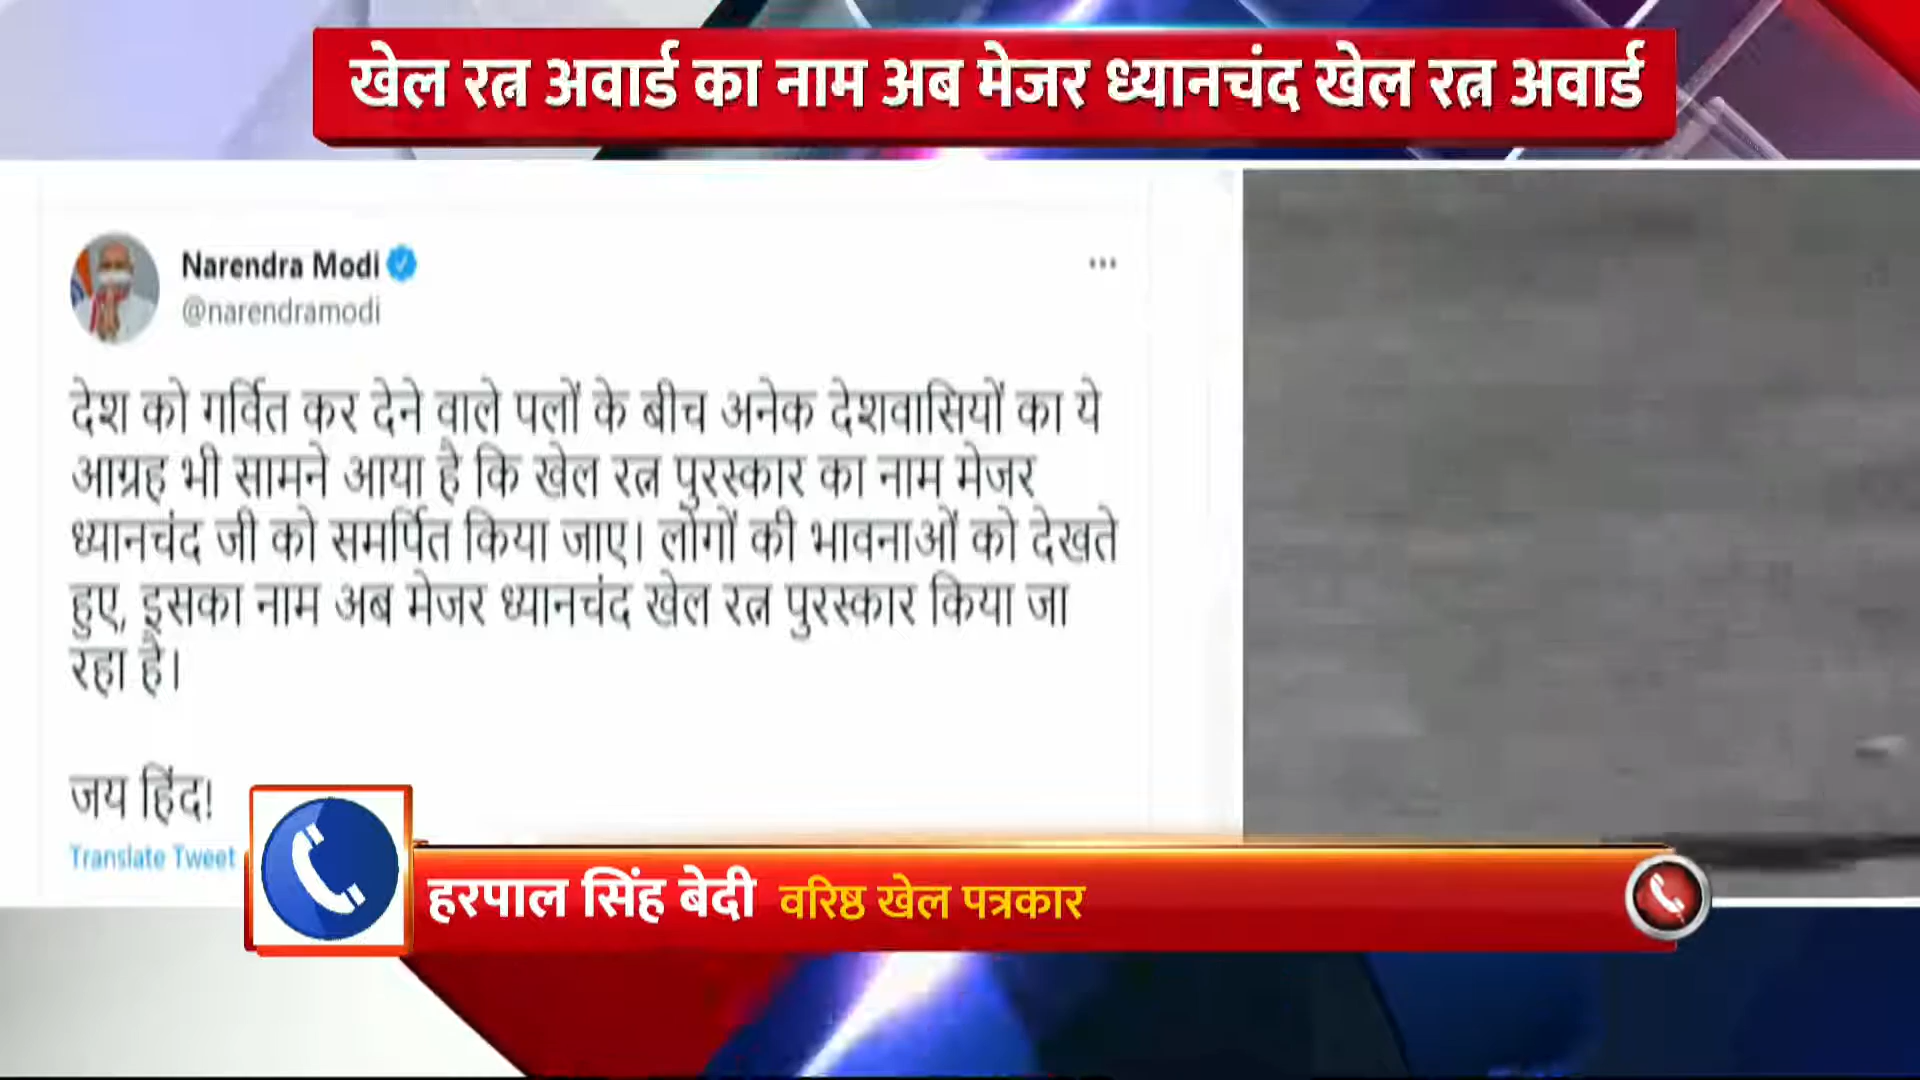 खेल रत्न अवार्ड का नाम अब मेजर ध्यानचंद खेल रत्न अवार्ड
Narendra Modi
@narendramodi
देश को गर्वित कर देने वाले पलों के बीच अनेक देशवासियों का ये
आग्रह भी सामने आया है कि खेल रत्न पुरस्कार का नाम मेजर
ध्यानचंद जी को समर्पित किया जाए। लोगों की भावनाओं को देखते
हुए, इसका नाम अब मेजर ध्यानचंद खेल रत्न पुरस्कार किया जा
रहा है।
जय हिंद!
Translate Tweet
हरपाल सिंह बेदी वरिष्ठ खेल पत्रकार